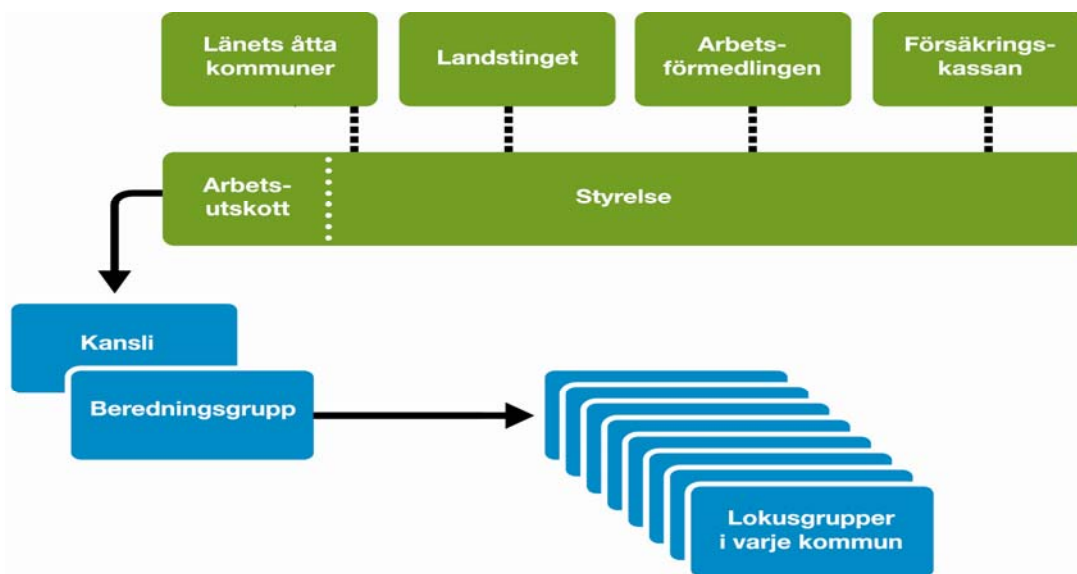 Länets åtta
kommuner
Landstinget
Arbets-
förmedlingen
Försäkrings-
kassan
Arbets-
utskott
Styrelse
Kansli
Beredningsgrupp
Lokusgrupper
i varje kommun